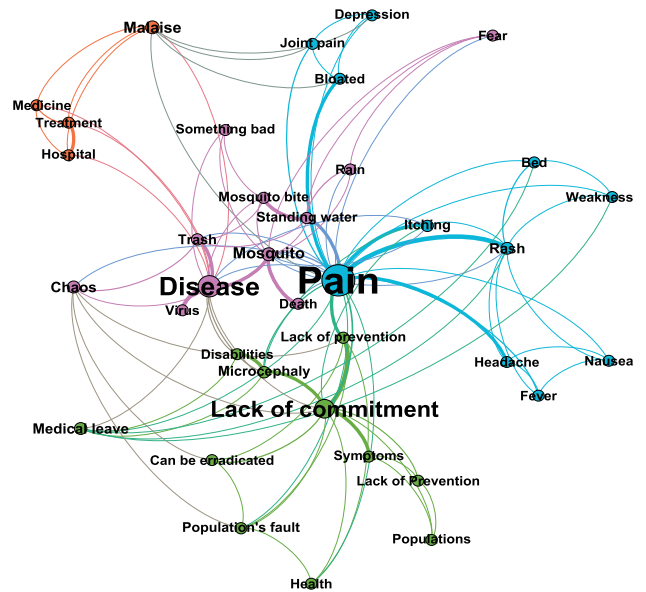 Depression
Malaise
Fear
Joint pain
Bloated
Medicine
Treatment
Something bad
Hospital
Bed
Rain
Weakness
Mosquito bite
Standing water
Itching
Trash
Rash
Mosquito
Pain
Disease
Chaos
Death
Virus
Lack of prevention
Disabilities
Headache
Nausea
Microcephaly
Fever
Lack of commitment
Medical leave
Symptoms
Can be erradicated
Lack of Prevention
Population's fault
Populations
Health